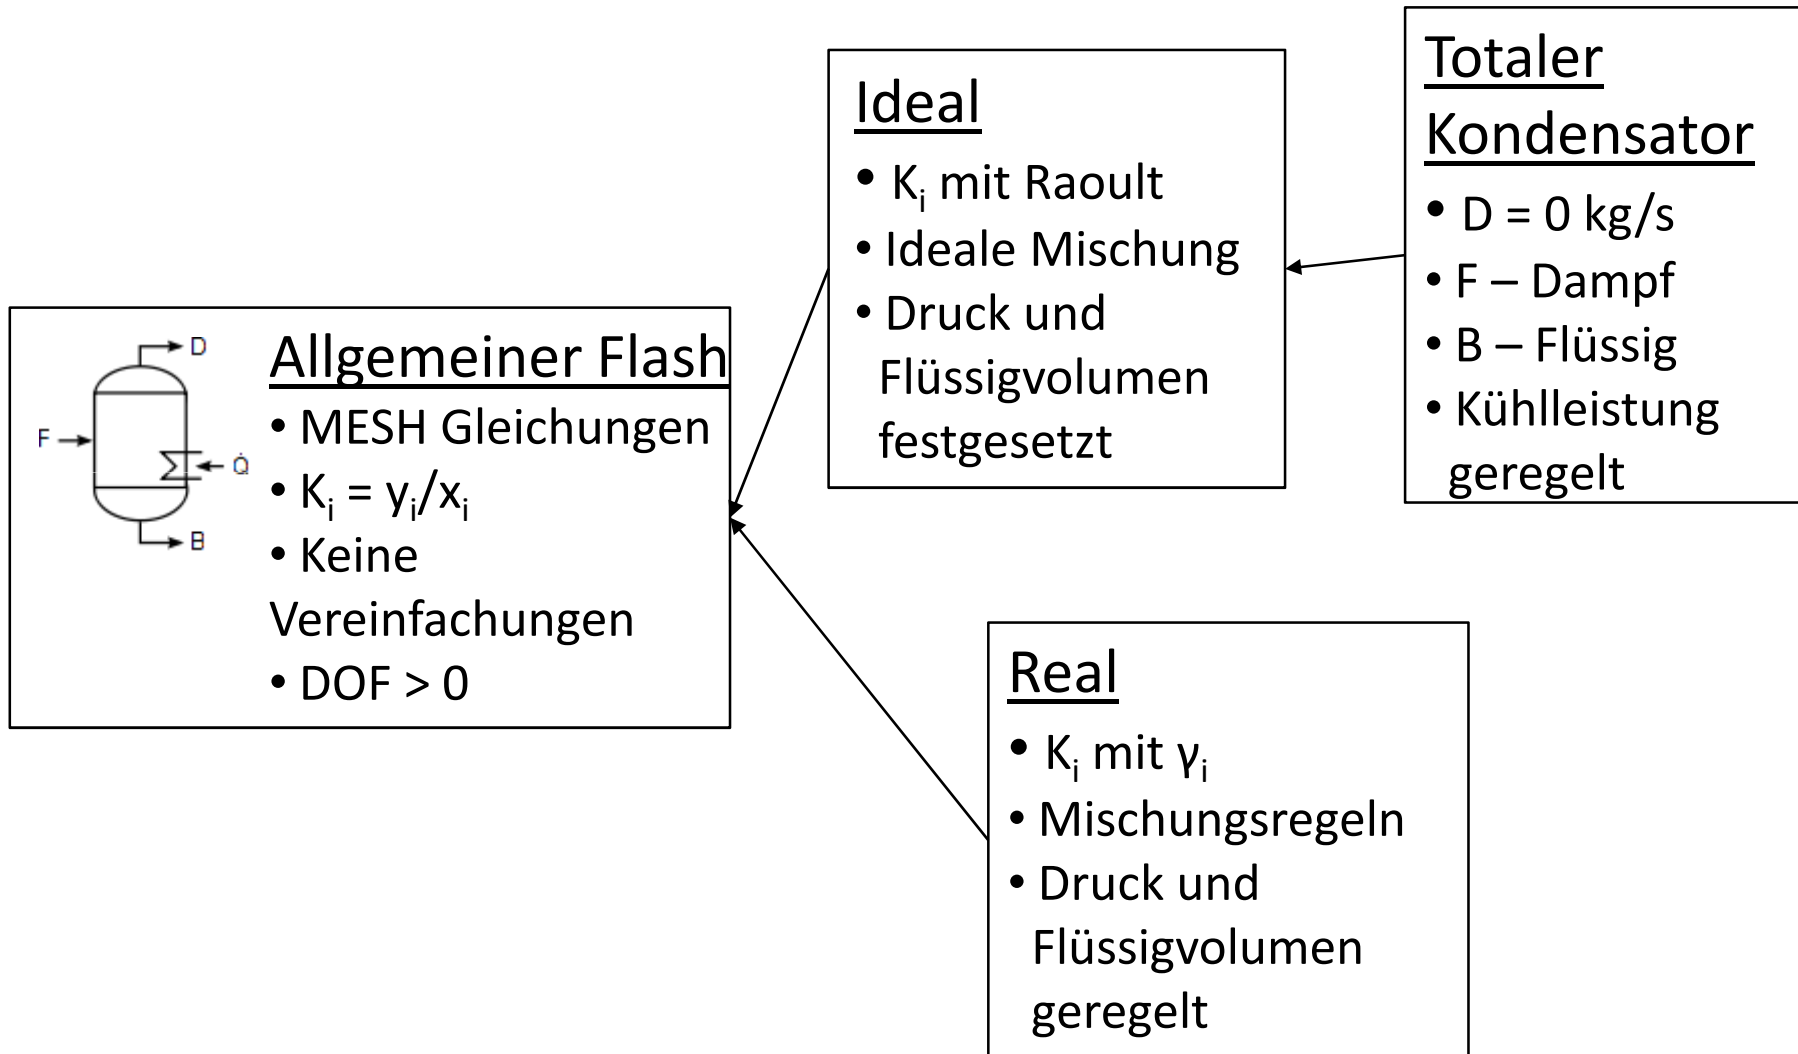 Allgemeiner Flash
• MESH Gleichungen
• Kᵢ = yᵢ/xᵢ
• Keine
Vereinfachungen
• DOF > 0
D
F
Q̇
B
Ideal
• Kᵢ mit Raoult
• Ideale Mischung
• Druck und
Flüssigvolumen
festgesetzt
Totaler
Kondensator
• D = 0 kg/s
• F – Dampf
• B – Flüssig
• Kühlleistung
geregelt
Real
• Kᵢ mit γᵢ
• Mischungsregeln
• Druck und
Flüssigvolumen
geregelt